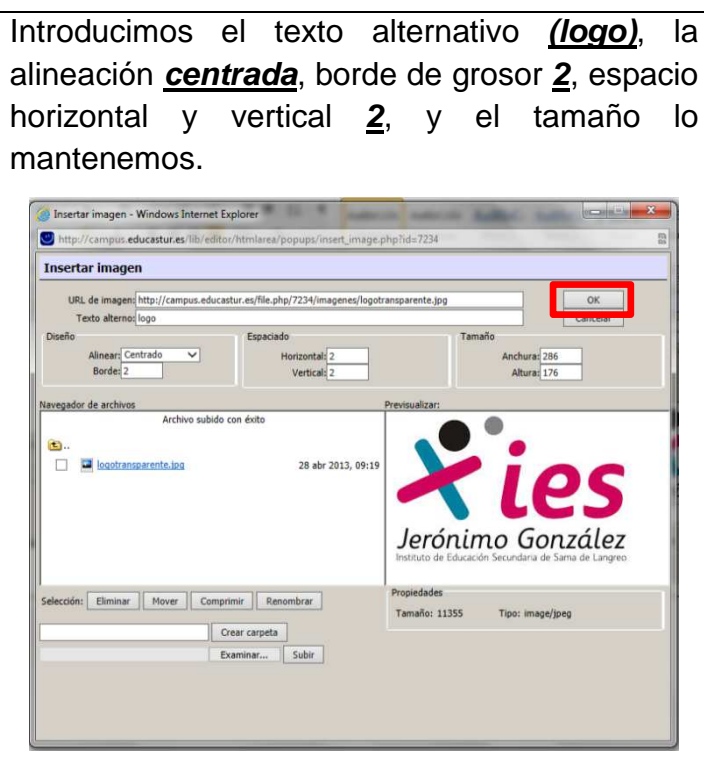 Introducimos el texto alternativo (logo), la
alineación centrada, borde de grosor 2, espacio
horizontal y vertical 2, y el tamaño lo
mantenemos.
Insertar imagen - Windows Internet Explorer
http://campus.educastur.es/lib/editor/htmlarea/popups/insert_image.php?id=7234
Insertar imagen
URL de imagen: http://campus.educastur.es/file.php/7234/imagenes/logotransparente.jpg OK
Texto alterno: logo Cancelar
Diseño Espaciado Tamaño
Alinear: Centrado Horizontal: 2 Anchura: 286
Borde: 2 Vertical: 2 Altura: 176
Navegador de archivos Previsualizar:
Archivo subido con éxito
..
logotransparente.jpg 28 abr 2013, 09:19
ies
Jerónimo González
Instituto de Educación Secundaria de Sama de Langreo
Selección: Eliminar Mover Comprimir Renombrar
Propiedades
Tamaño: 11355 Tipo: image/jpeg
Crear carpeta
Examinar... Subir